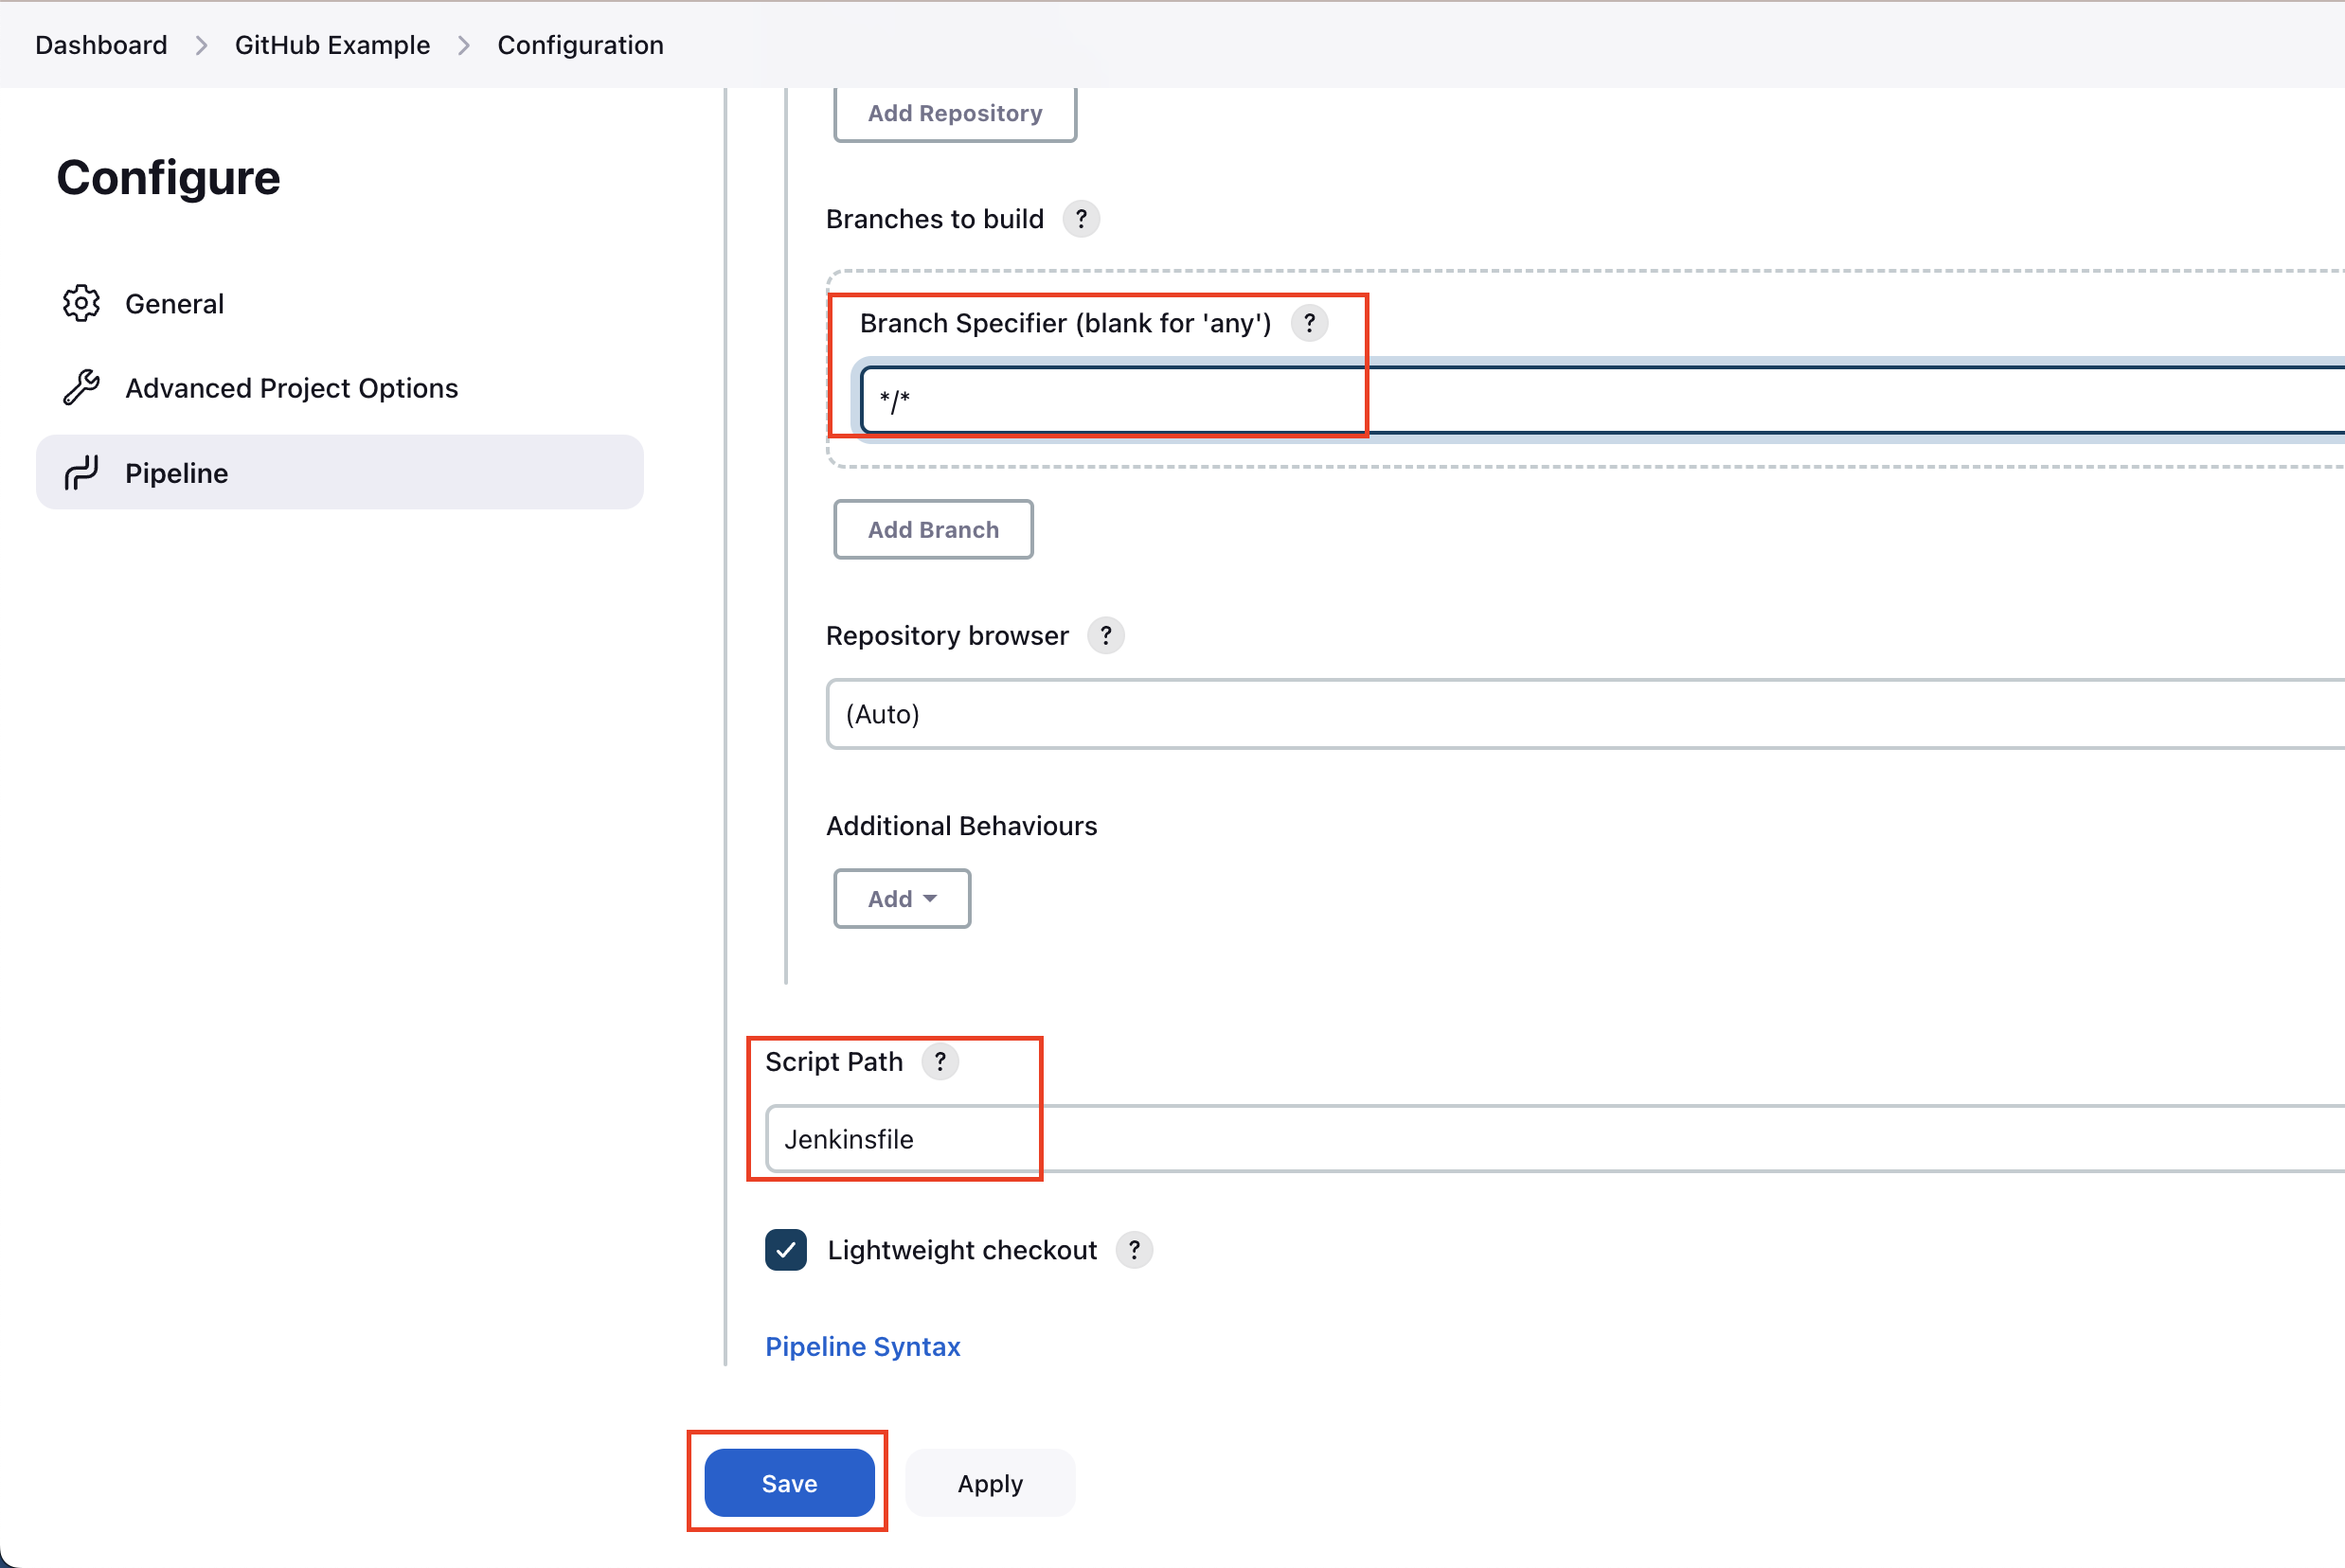 Dashboard > GitHub Example > Configuration
Add Repository
Configure
Branches to build ?
General
Branch Specifier (blank for 'any') ?
Advanced Project Options
*/*
Pipeline
Add Branch
Repository browser ?
(Auto)
Additional Behaviours
Add
Script Path ?
Jenkinsfile
Lightweight checkout ?
Pipeline Syntax
Save Apply